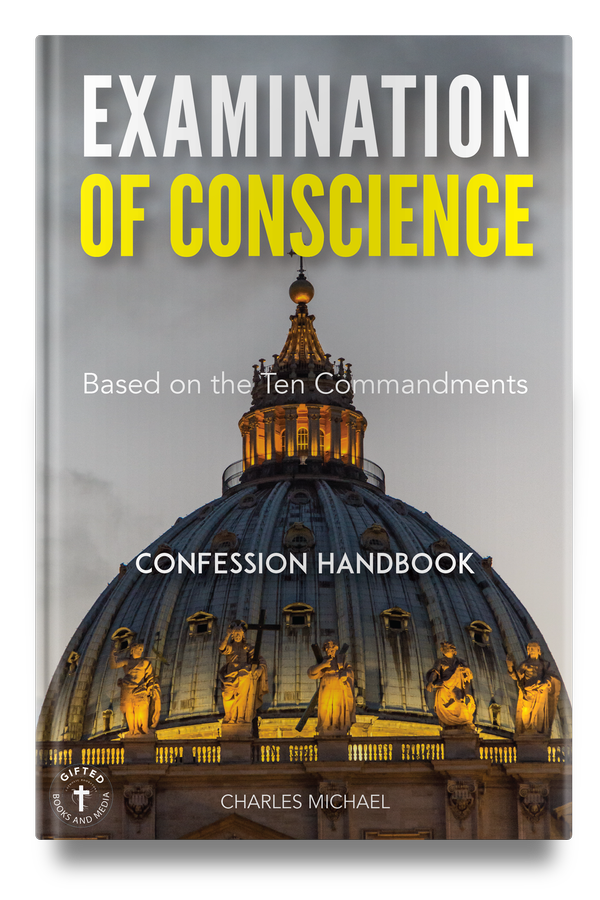 EXAMINATION
OF CONSCIENCE
Based on the Ten Commandments
CONFESSION HANDBOOK
GIFTED
BOOKS AND MEDIA
CHARLES MICHAEL